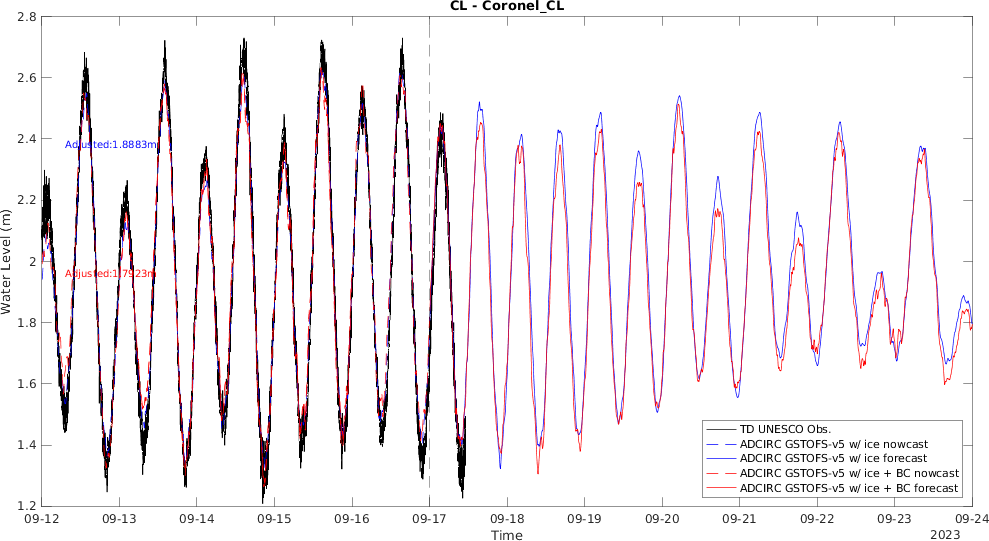 CL - Coronel_CL
2.8
2.6
2.4
2.2
2
1.8
1.6
1.4
1.2
Water Level (m)
Adjusted:1.8883m
Adjusted:1.7923m
TD UNESCO Obs.
ADCIRC GSTOFS-v5 w/ ice nowcast
ADCIRC GSTOFS-v5 w/ ice forecast
ADCIRC GSTOFS-v5 w/ ice + BC nowcast
ADCIRC GSTOFS-v5 w/ ice + BC forecast
09-12 09-13 09-14 09-15 09-16 09-17 09-18 09-19 09-20 09-21 09-22 09-23 09-24
Time
2023